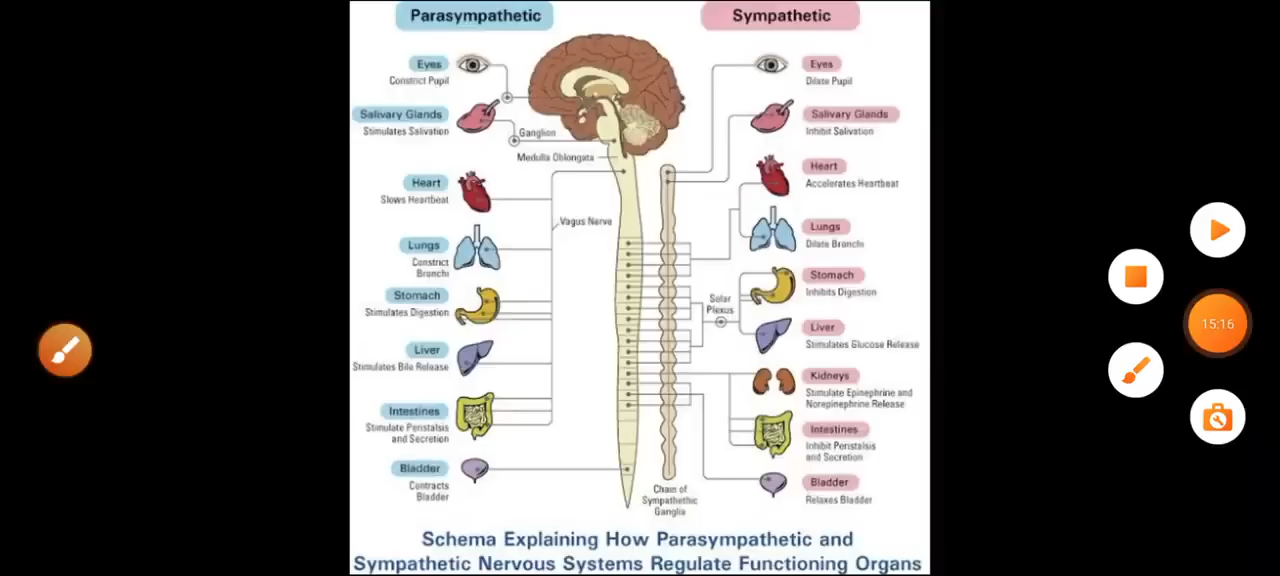 Parasympathetic
Sympathetic
Eyes
Constrict Pupil
Salivary Glands
Stimulates Salivation
Ganglion
Medulla Oblongata
Heart
Slows Heartbeat
Vagus Nerve
Lungs
Constrict
Bronchi
Stomach
Stimulates Digestion
Liver
Stimulates Bile Release
Intestines
Stimulate Penstalsis
and Secretion
Bladder
Contracts
Bladder
Eyes
Dilate Pupil
Salivary Glands
Inhibit Salivation
Heart
Accelerates Heartbeat
Lungs
Dilate Bronchi
Stomach
Inhibits Digestion
Solar
Plexus
Liver
Stimulates Glucose Release
Kidneys
Stimulate Epinephrine and
Norepinephrine Release
Intestines
Inhibit Penstalsis
and Secretion
Bladder
Relaxes Bladder
Chain of
Sympathethic
Ganglia
Schema Explaining How Parasympathetic and
Sympathetic Nervous Systems Regulate Functioning Organs
15:16